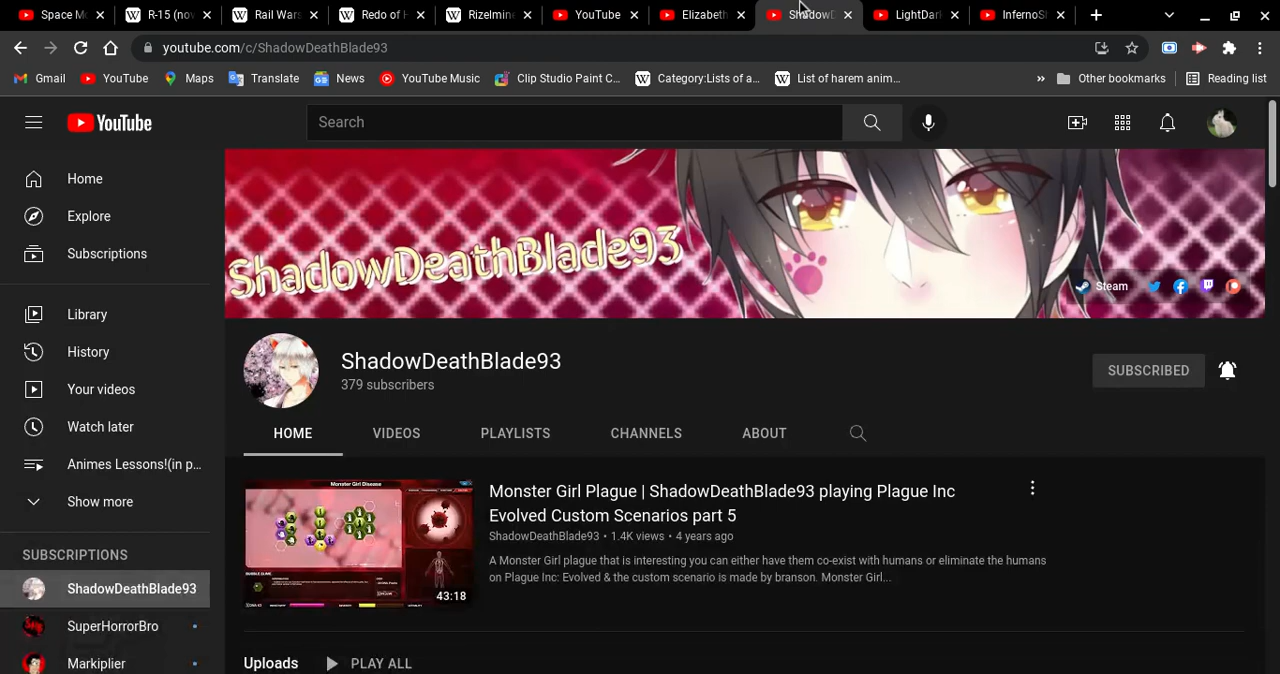 Space M
R-15 (nov
Rail Wars
Redo of H
Rizelmine
YouTube
Elizabeth
ShadowD
LightDar
InfernoS
youtube.com/c/ShadowDeathBlade93
Gmail
YouTube
Maps
Translate
News
YouTube Music
Clip Studio Paint C...
Category:Lists of a...
List of harem anim...
»
Other bookmarks
Reading list
YouTube
Search
Home
Explore
Subscriptions
Library
History
Your videos
Watch later
Animes Lessons!(in p...
Show more
SUBSCRIPTIONS
ShadowDeathBlade93
SuperHorrorBro
Markiplier
ShadowDeathBlade93
Steam
ShadowDeathBlade93
379 subscribers
SUBSCRIBED
HOME
VIDEOS
PLAYLISTS
CHANNELS
ABOUT
Monster Girl Disease
43:18
Monster Girl Plague | ShadowDeathBlade93 playing Plague Inc
Evolved Custom Scenarios part 5
ShadowDeathBlade93 • 1.4K views • 4 years ago
A Monster Girl plague that is interesting you can either have them co-exist with humans or eliminate the humans
on Plague Inc: Evolved & the custom scenario is made by branson. Monster Girl...
Uploads
PLAY ALL